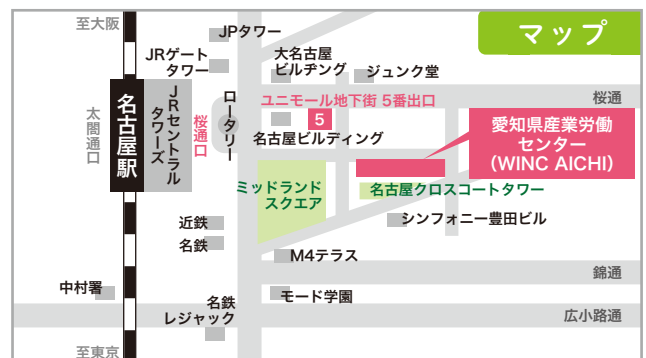 至大阪
マップ
JPタワー
JRゲート
タワー
大名古屋
ビルヂング
ジュンク堂
桜通
ユニモール地下街 5番出口
5
名古屋ビルディング
愛知県産業労働
センター
(WINC AICHI)
太閤通口
名古屋駅
JRセントラル
タワーズ
桜通口
ロータリー
ミッドランド
スクエア
名古屋クロスコートタワー
シンフォニー豊田ビル
近鉄
名鉄
M4テラス
錦通
中村署
名鉄
レジャック
モード学園
広小路通
至東京